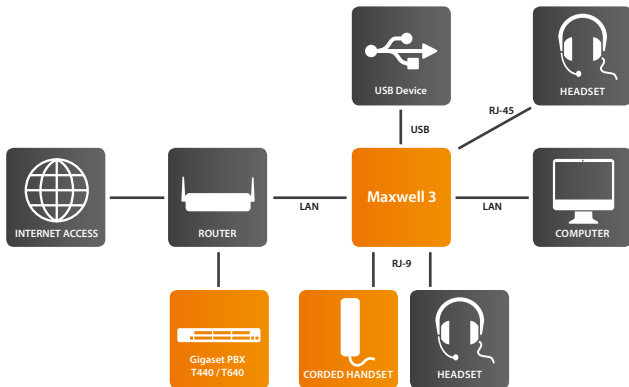 USB Device
HEADSET
RJ-45
USB
INTERNET ACCESS
ROUTER
LAN
Maxwell 3
LAN
COMPUTER
RJ-9
Gigaset PBX
T440 / T640
CORDED HANDSET
HEADSET